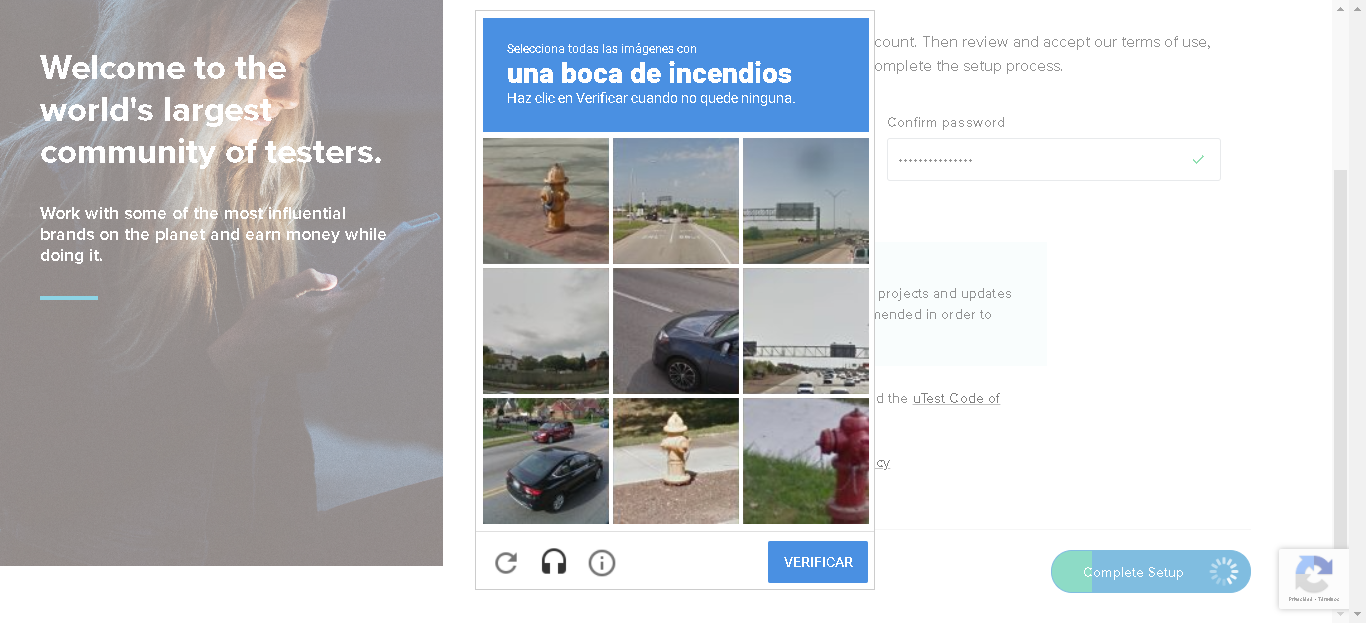 Welcome to the
world's largest
community of testers.
Work with some of the most influential
brands on the planet and earn money while
doing it.
Selecciona todas las imágenes con
una boca de incendios
Haz clic en Verificar cuando no quede ninguna.
VERIFICAR
count. Then review and accept our terms of use,
omplete the setup process.
Confirm password
projects and updates
mended in order to
d the uTest Code of
cy
Complete Setup
Privacidad - Términos